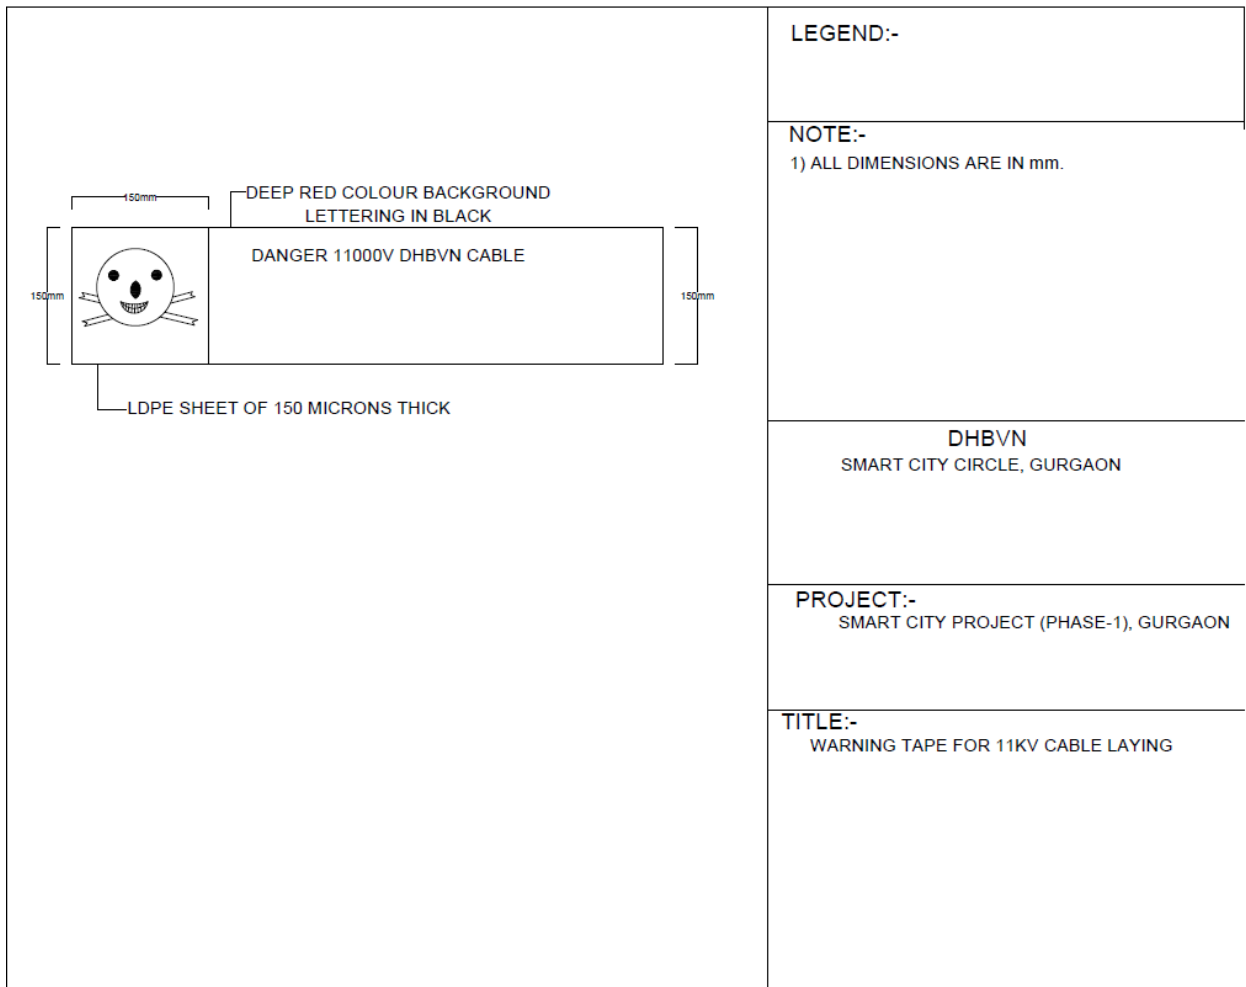 150mm
DEEP RED COLOUR BACKGROUND
LETTERING IN BLACK
DANGER 11000V DHBVN CABLE
150mm
150mm
LDPE SHEET OF 150 MICRONS THICK
LEGEND:-
NOTE:-
1) ALL DIMENSIONS ARE IN mm.
DHBVN
SMART CITY CIRCLE, GURGAON
PROJECT:-
SMART CITY PROJECT (PHASE-1), GURGAON
TITLE:-
WARNING TAPE FOR 11KV CABLE LAYING